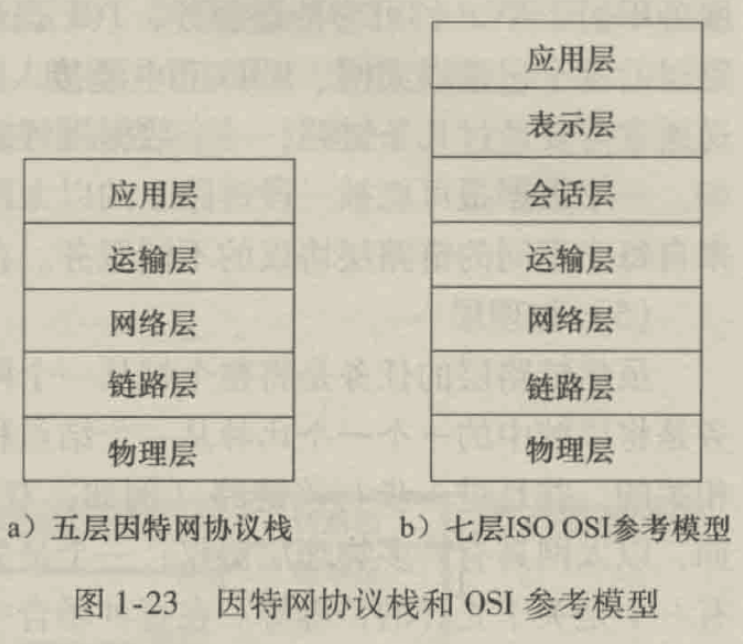 应用层
运输层
网络层
链路层
物理层
a）五层因特网协议栈
应用层
表示层
会话层
运输层
网络层
链路层
物理层
b）七层ISO OSI参考模型
图 1-23 因特网协议栈和 OSI 参考模型